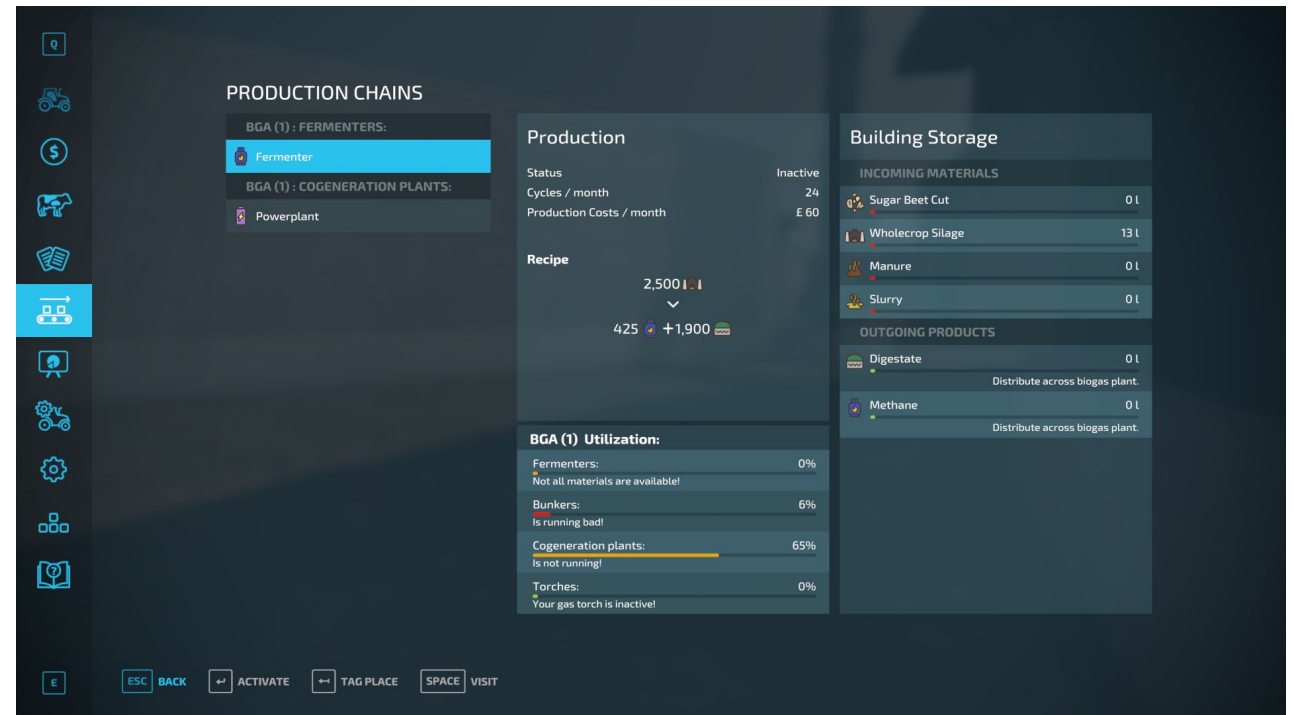 Q
PRODUCTION CHAINS
BGA (1) : FERMENTERS:
Fermenter
BGA (1) : COGENERATION PLANTS:
Powerplant
Production
Status Inactive
Cycles / month 24
Production Costs / month £ 60
Recipe
2,500
425 + 1,900
BGA (1) Utilization:
Fermenters: 0%
Not all materials are available!
Bunkers: 6%
Is running bad!
Cogeneration plants: 65%
Is not running!
Torches: 0%
Your gas torch is inactive!
Building Storage
INCOMING MATERIALS
Sugar Beet Cut 0 l
Wholecrop Silage 13 l
Manure 0 l
Slurry 0 l
OUTGOING PRODUCTS
Digestate 0 l
Distribute across biogas plant.
Methane 0 l
Distribute across biogas plant.
E
ESC BACK ACTIVATE TAG PLACE SPACE VISIT